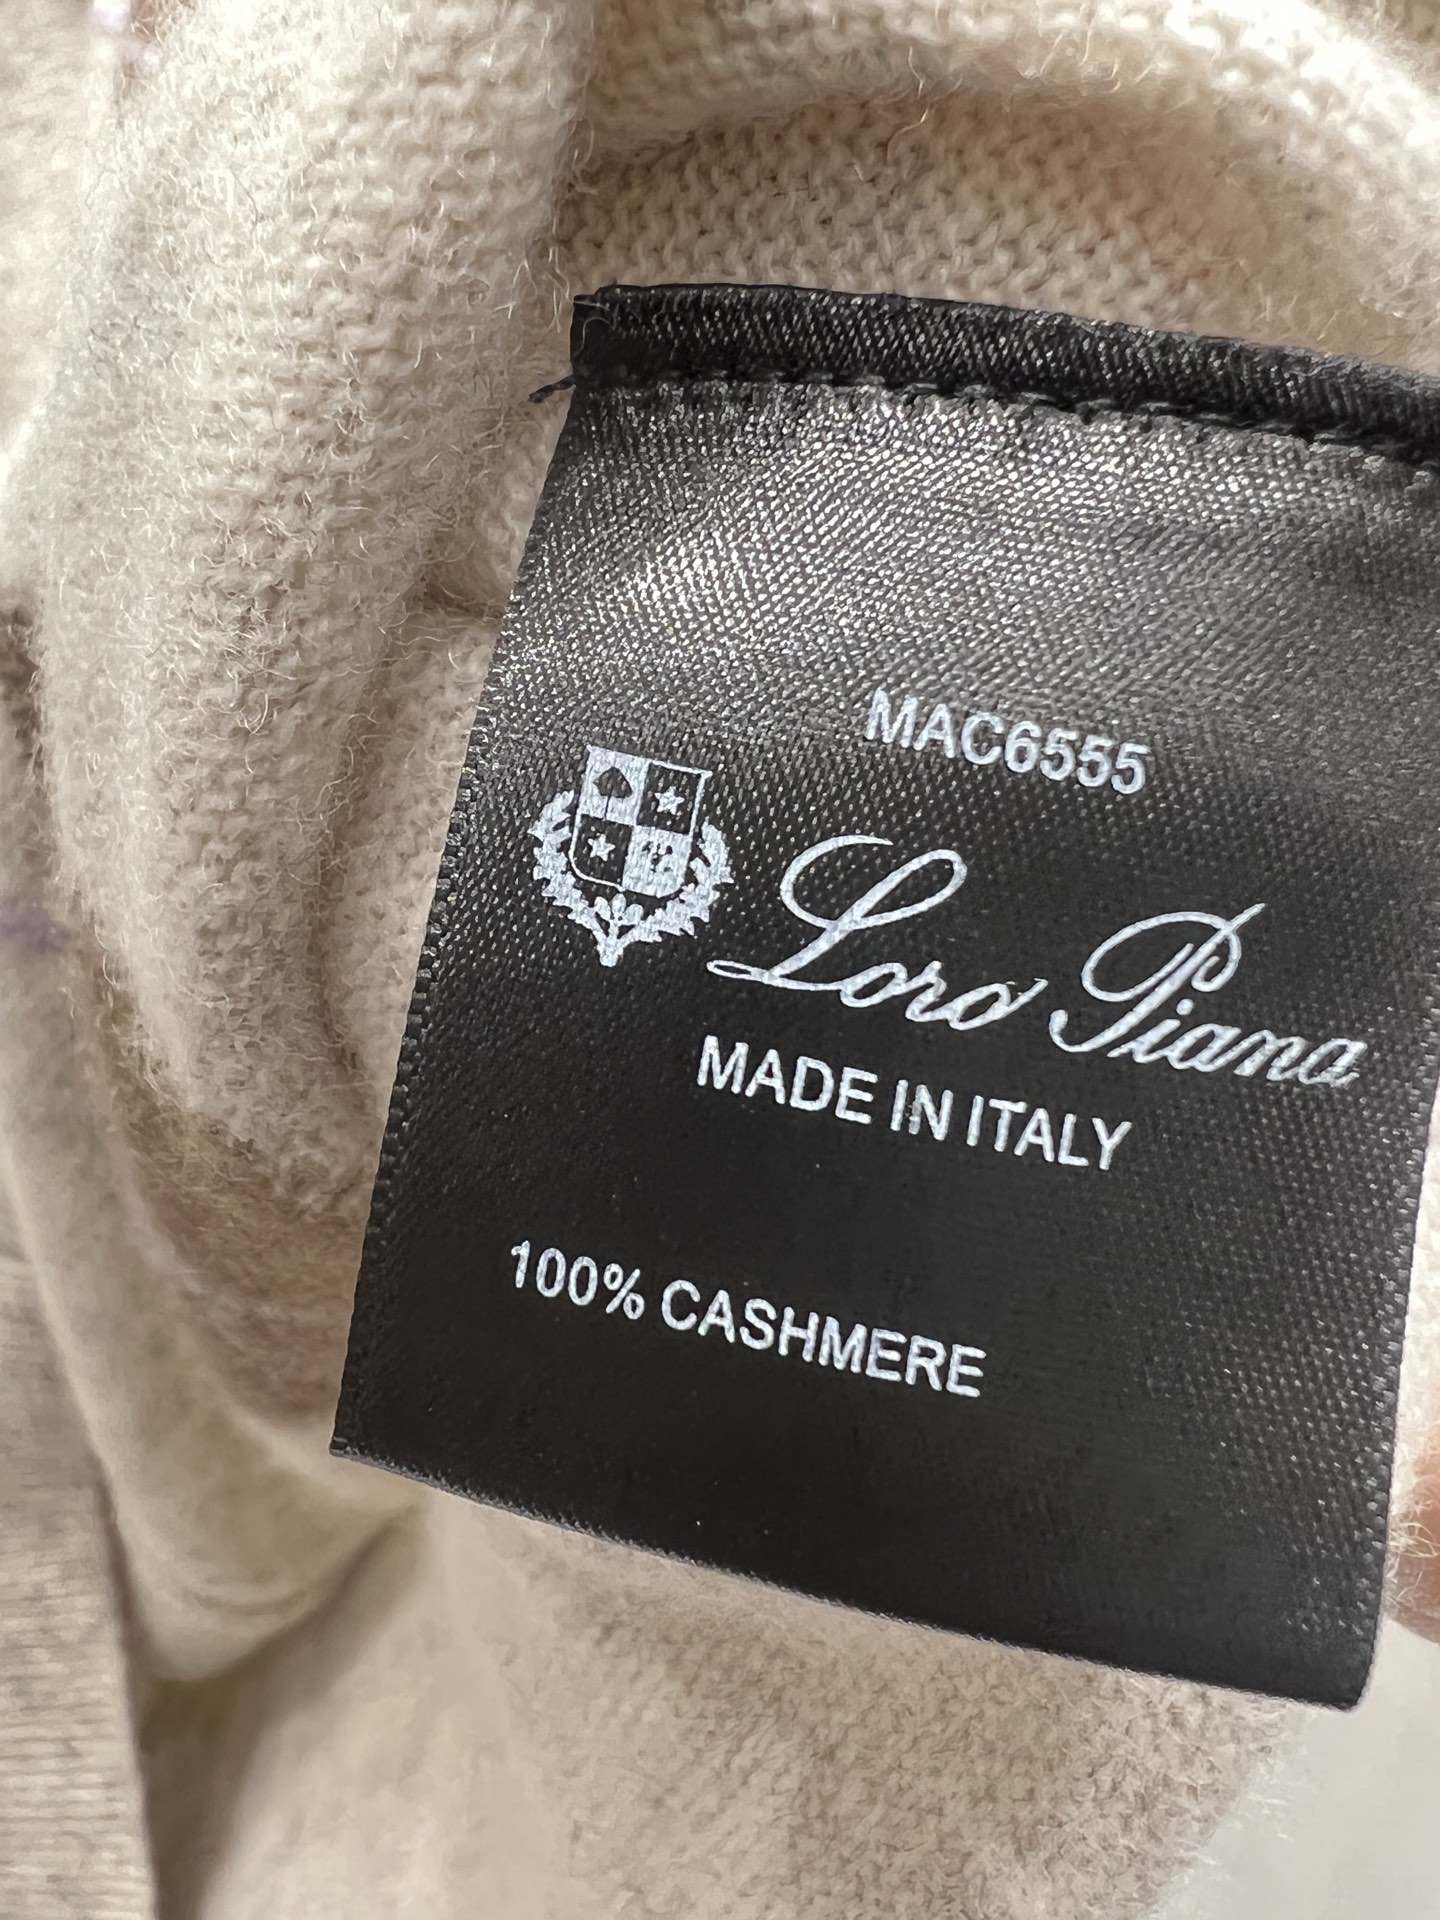 MAC6555
Loro Piana
MADE IN ITALY
100% CASHMERE